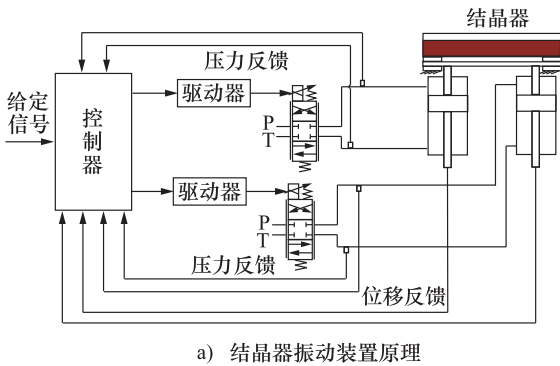 结晶器
压力反馈
给定
信号
控制器
驱动器
P
T
驱动器
P
T
压力反馈
位移反馈
a) 结晶器振动装置原理